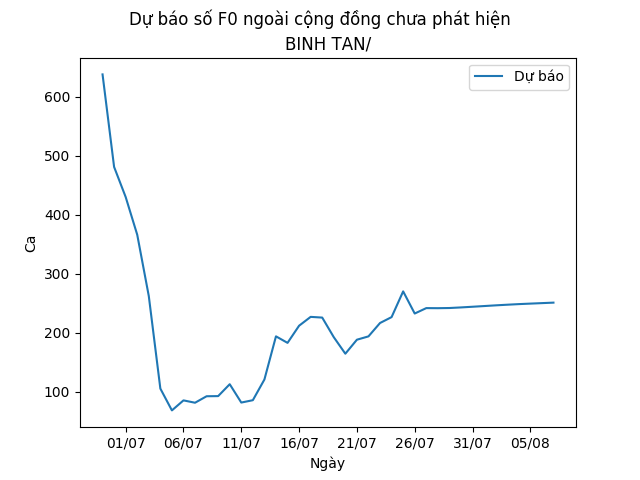 Dự báo số F0 ngoài cộng đồng chưa phát hiện
BINH TAN/
Dự báo
Ca
600
500
400
300
200
100
01/07
06/07
11/07
16/07
21/07
26/07
31/07
05/08
Ngày